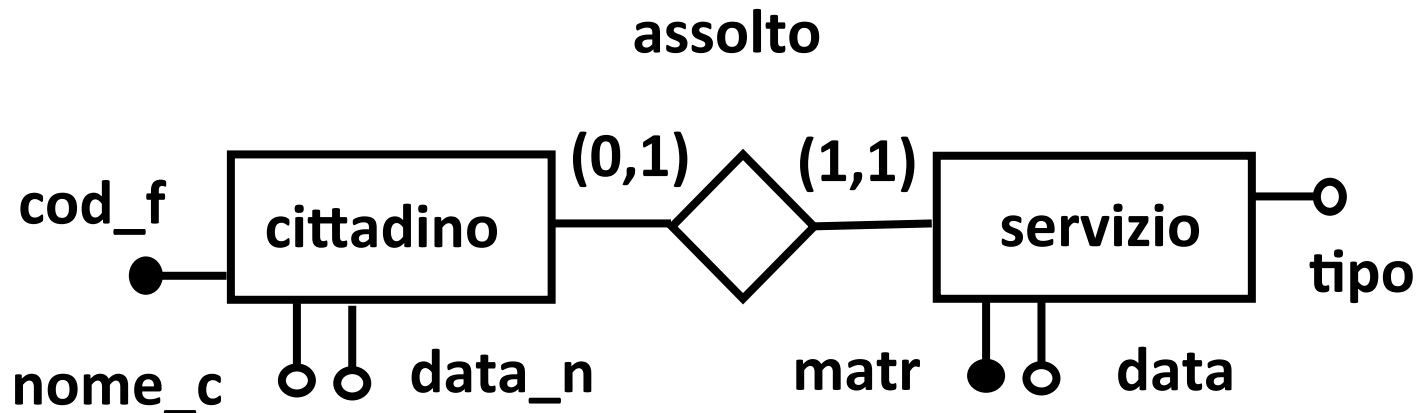 assolto
(0,1)
(1,1)
cod_f
cittadino
servizio
tipo
nome_c
data_n
matr
data